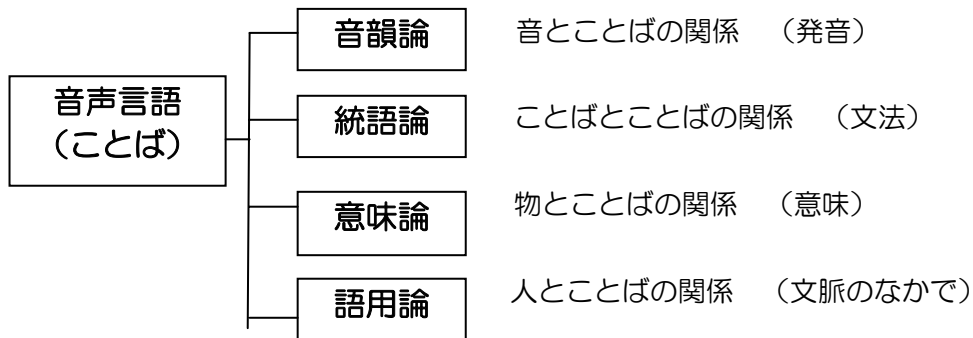 音韻論 音とことばの関係 （発音）
音声言語
（ことば）
統語論 ことばとことばの関係 （文法）
意味論 物とことばの関係 （意味）
語用論 人とことばの関係 （文脈のなかで）